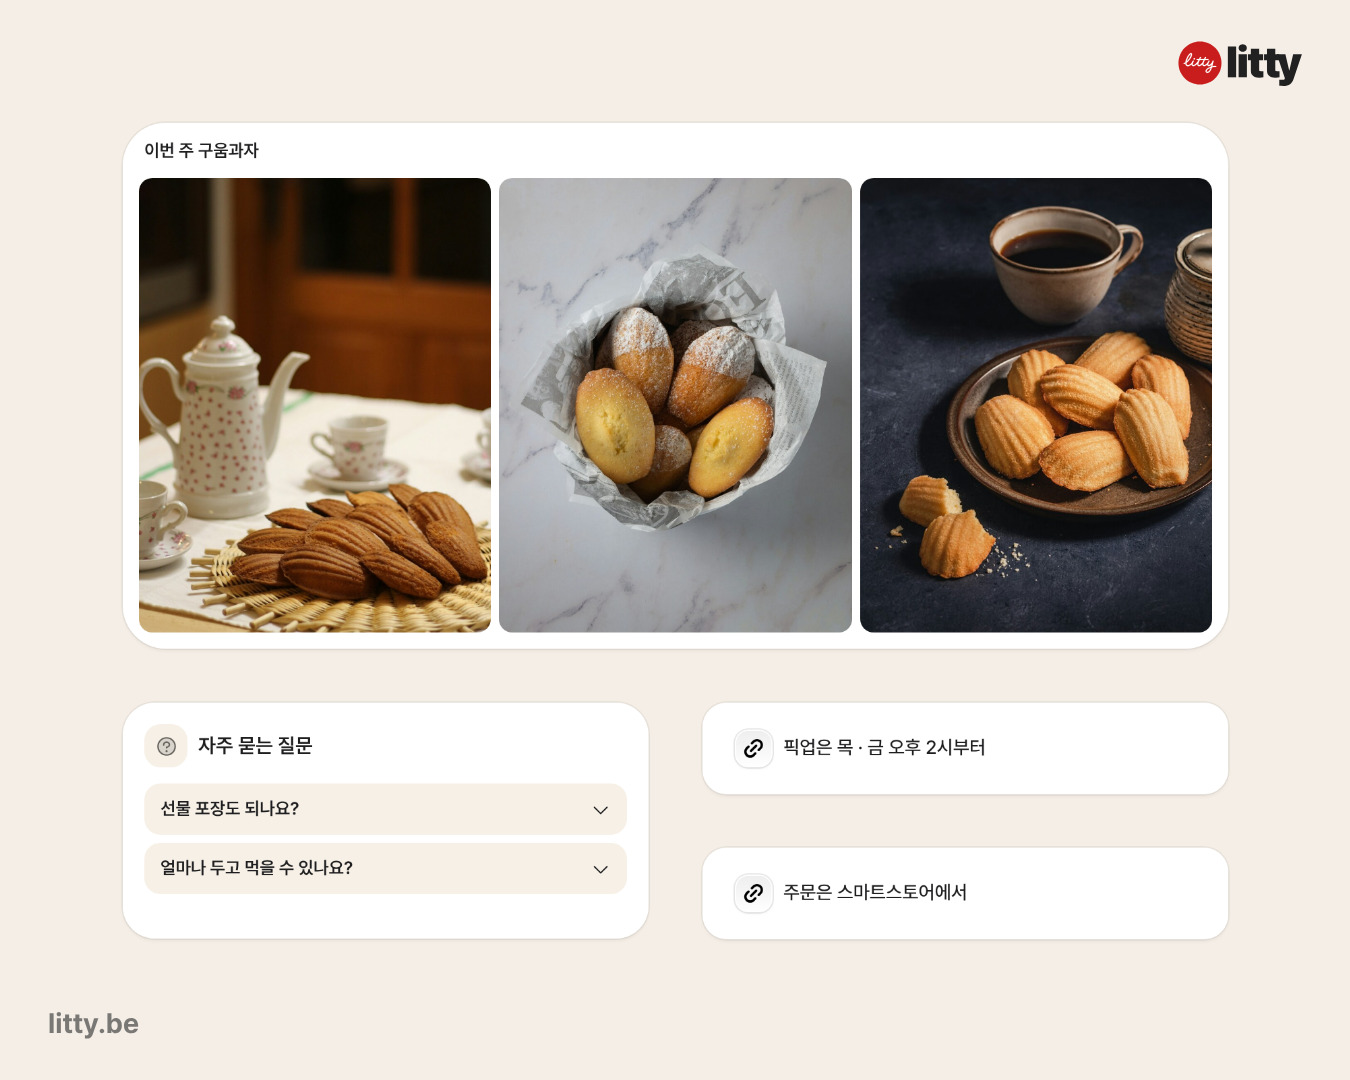 litty litty
이번 주 구움과자
자주 묻는 질문
선물 포장도 되나요?
얼마나 두고 먹을 수 있나요?
픽업은 목 · 금 오후 2시부터
주문은 스마트스토어에서
litty.be